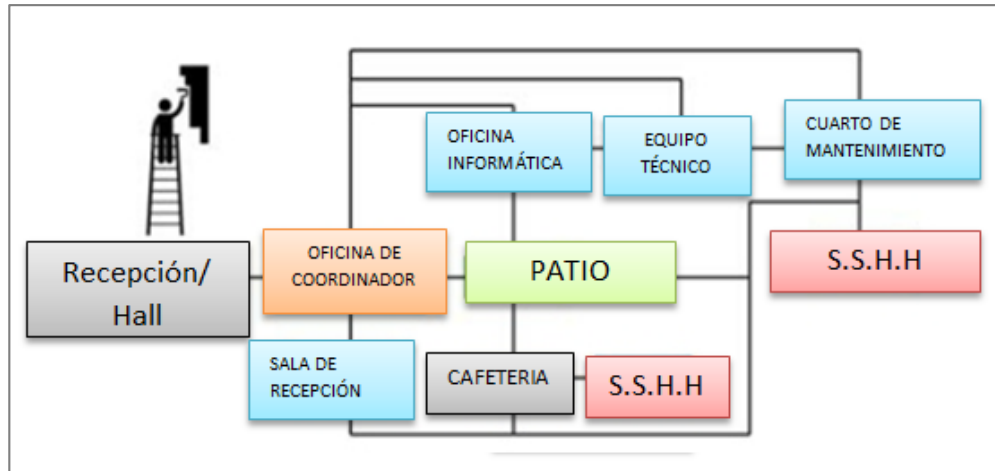 OFICINA
INFORMÁTICA
EQUIPO
TÉCNICO
CUARTO DE
MANTENIMIENTO
Recepción/
Hall
OFICINA DE
COORDINADOR
PATIO
S.S.H.H
SALA DE
RECEPCIÓN
CAFETERIA
S.S.H.H